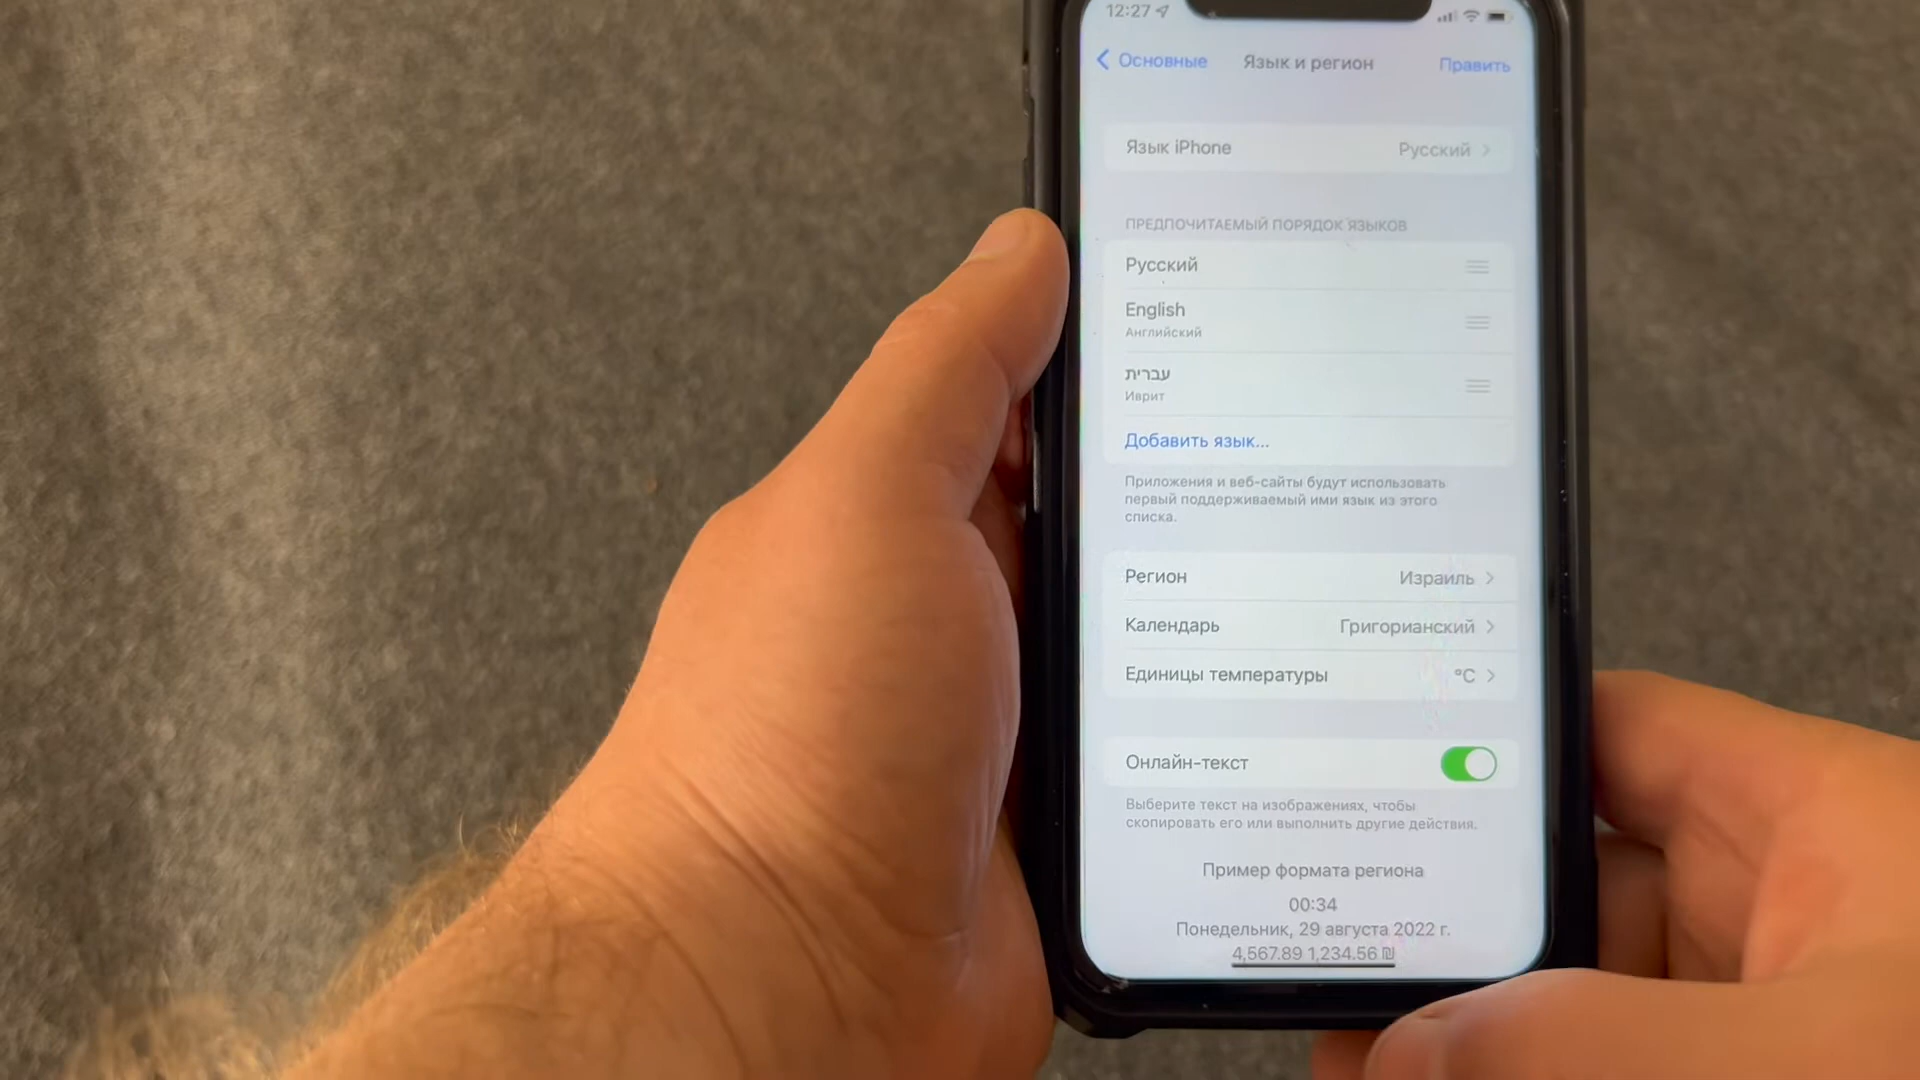 12:27
Основные
Язык и регион
Править
Язык iPhone
Русский
ПРЕДПОЧИТАЕМЫЙ ПОРЯДОК ЯЗЫКОВ
Русский
English
Английский
עברית
Иврит
Добавить язык...
Приложения и веб-сайты будут использовать
первый поддерживаемый ими язык из этого
списка.
Регион
Израиль
Календарь
Григорианский
Единицы температуры
°C
Онлайн-текст
Выберите текст на изображениях, чтобы
скопировать его или выполнить другие действия.
Пример формата региона
00:34
Понедельник, 29 августа 2022 г.
4,567.89 1,234.56 ₪